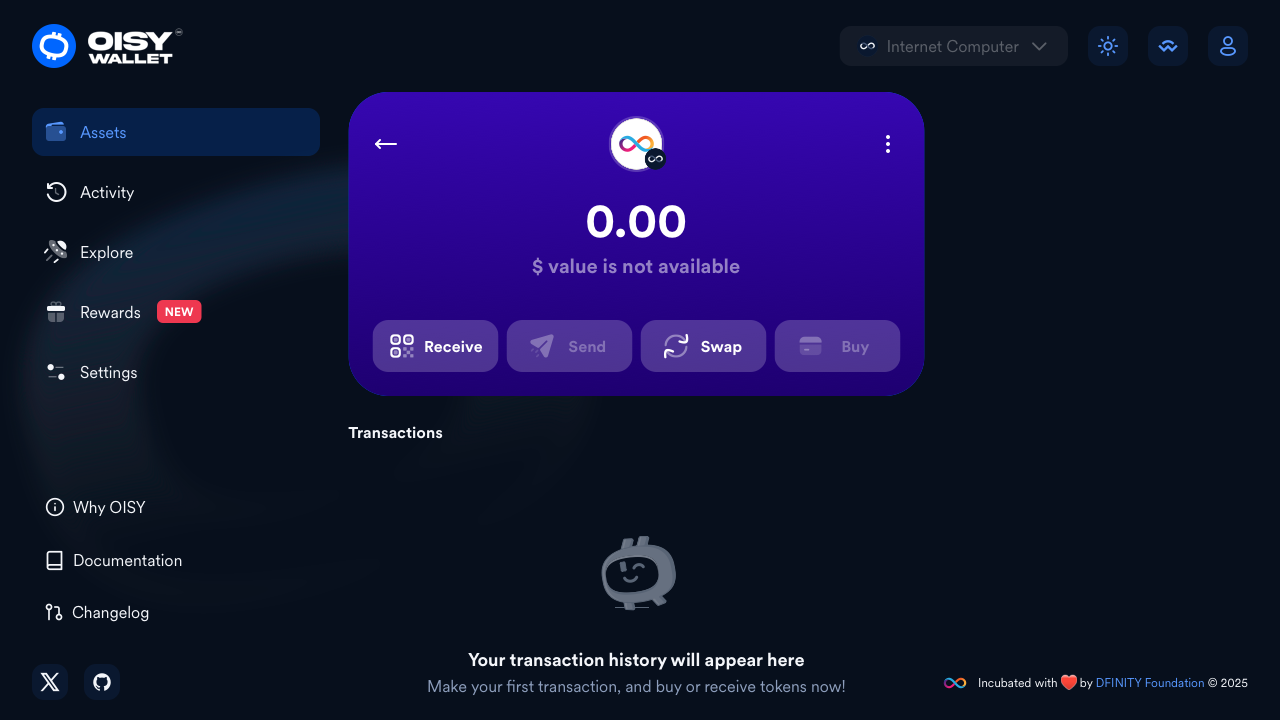 OISY
WALLET
Internet Computer
Assets
Activity
Explore
Rewards NEW
Settings
0.00
$ value is not available
Receive
Send
Swap
Buy
Transactions
Why OISY
Documentation
Changelog
Your transaction history will appear here
Make your first transaction, and buy or receive tokens now!
Incubated with ❤️ by DFINITY Foundation © 2025